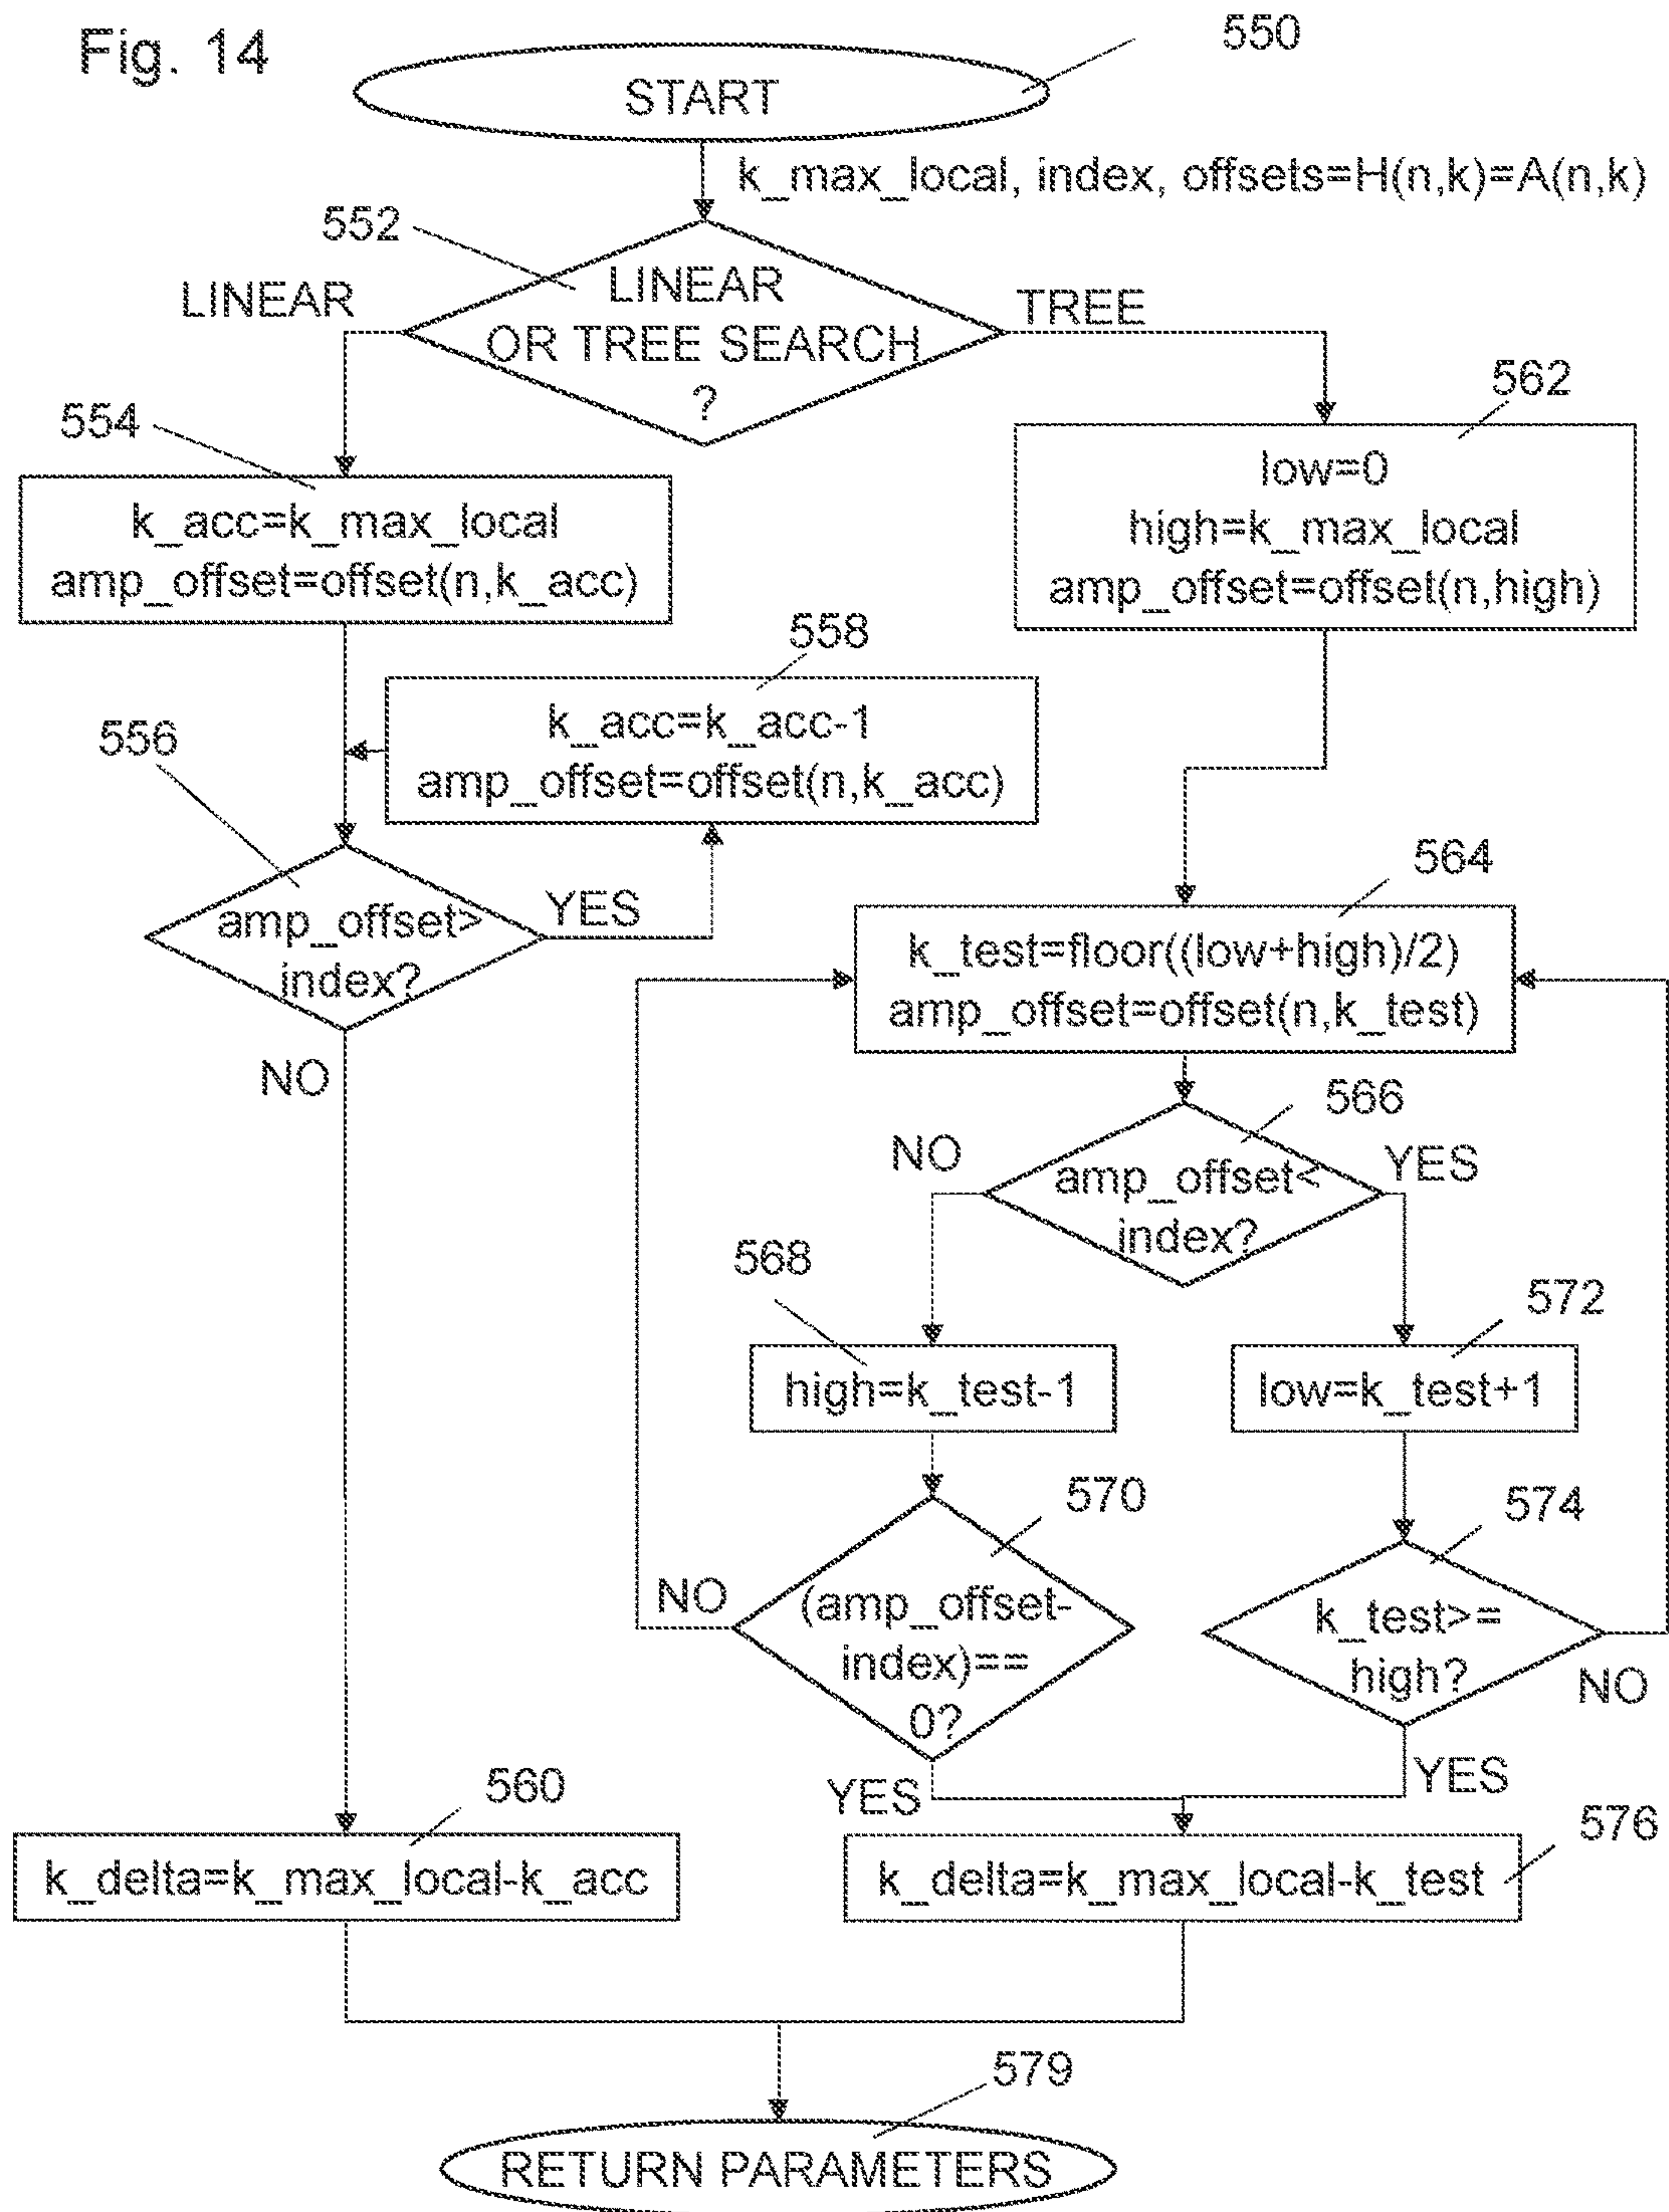 Fig. 14
550
START
k_max_local, index, offsets=H(n,k)=A(n,k)
552
LINEAR
LINEAR
OR TREE SEARCH
?
TREE
554
k_acc=k_max_local
amp_offset=offset(n,k_acc)
562
low=0
high=k_max_local
amp_offset=offset(n,high)
558
k_acc=k_acc-1
amp_offset=offset(n,k_acc)
556
amp_offset>
index?
YES
NO
564
k_test=floor((low+high)/2)
amp_offset=offset(n,k_test)
566
NO
amp_offset<
index?
YES
568
high=k_test-1
572
low=k_test+1
570
NO
(amp_offset-
index)==
0?
YES
574
k_test>=
high?
NO
YES
560
k_delta=k_max_local-k_acc
576
k_delta=k_max_local-k_test
579
RETURN PARAMETERS